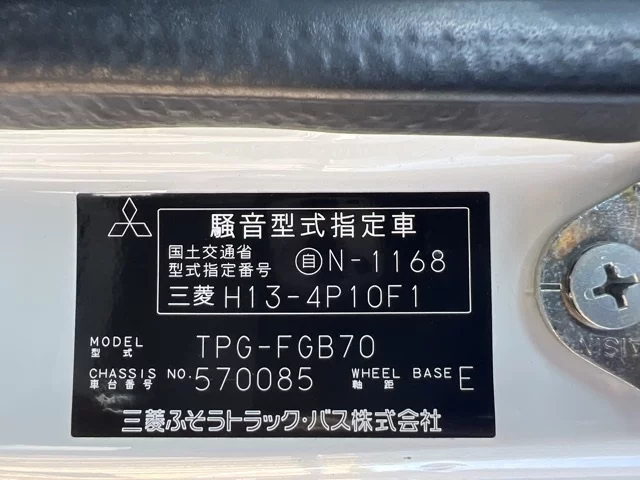 騒音型式指定車
国土交通省
型式指定番号 自N-1168
三菱 H13-4P10F1
MODEL TPG-FGB70
型式
CHASSIS NO. 570085 WHEEL BASE E
車台番号 軸距
三菱ふそうトラック・バス株式会社